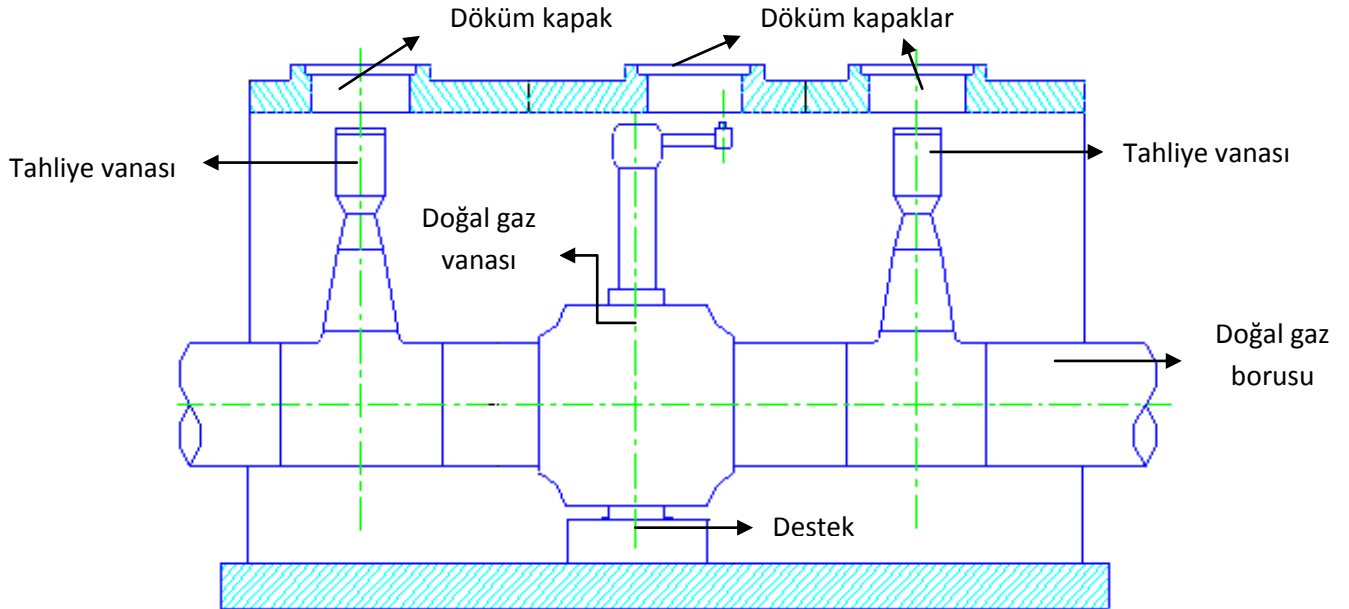 Döküm kapak
Döküm kapaklar
Tahliye vanası
Tahliye vanası
Doğal gaz
vanası
Doğal gaz
borusu
Destek